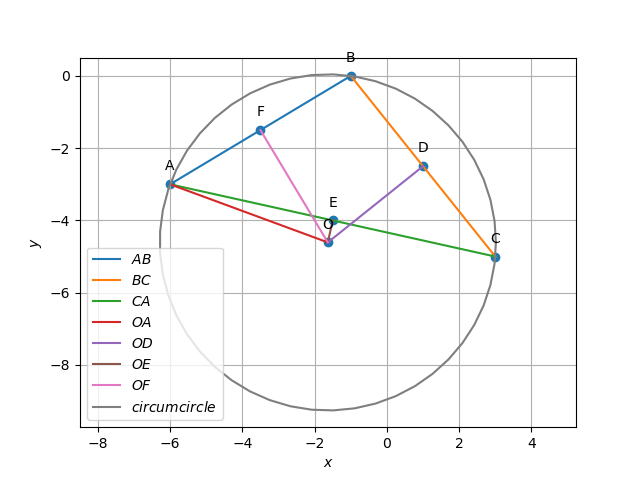 B
F
D
A
E
O
C
0
−2
−4
−6
−8
y
AB
BC
CA
OA
OD
OE
OF
circumcircle
−8 −6 −4 −2 0 2 4
x